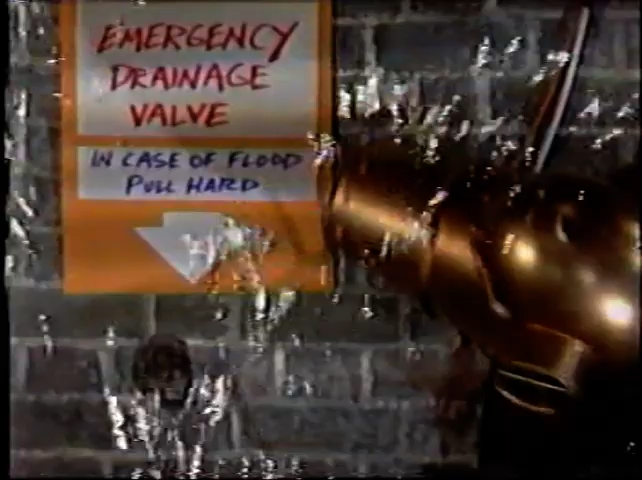 EMERGENCY
DRAINAGE
VALVE
IN CASE OF FLOOD
PULL HARD